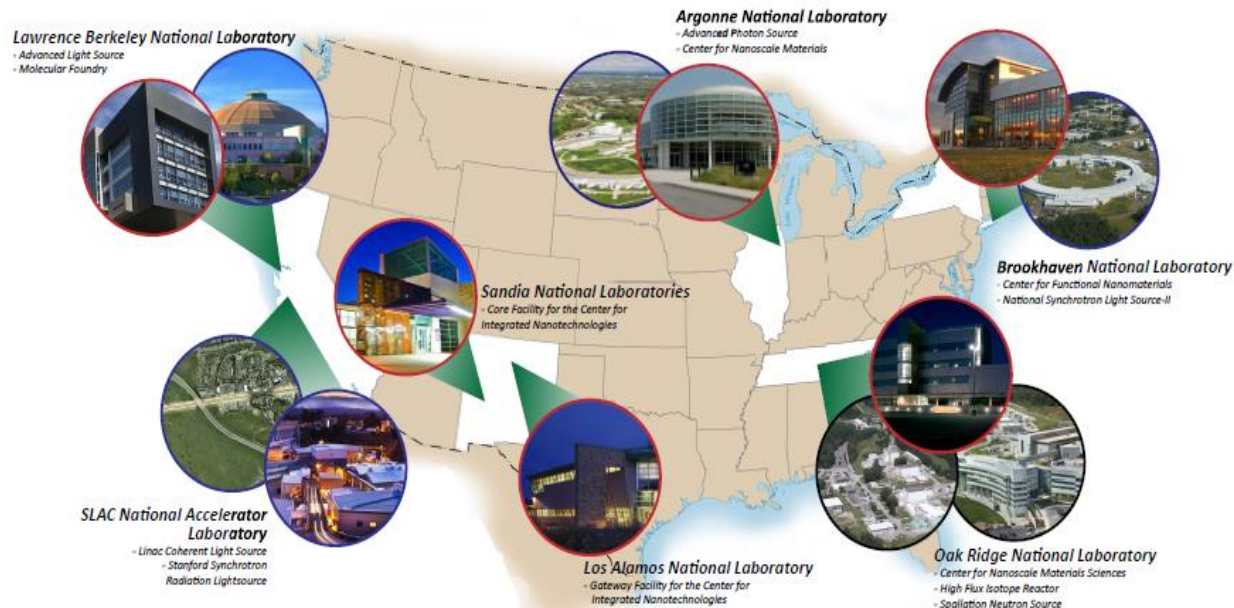 Lawrence Berkeley National Laboratory
- Advanced Light Source
- Molecular Foundry
Argonne National Laboratory
- Advanced Photon Source
- Center for Nanoscale Materials
Lake Michigan
Sandia National Laboratories
- Core Facility for the Center for
Integrated Nanotechnologies
Brookhaven National Laboratory
- Center for Functional Nanomaterials
- National Synchrotron Light Source-II
SLAC National Accelerator
Laboratory
- Linac Coherent Light Source
- Stanford Synchrotron
Radiation Lightsource
Los Alamos National Laboratory
- Gateway Facility for the Center for
Integrated Nanotechnologies
Oak Ridge National Laboratory
- Center for Nanoscale Materials Sciences
- High Flux Isotope Reactor
- Spallation Neutron Source